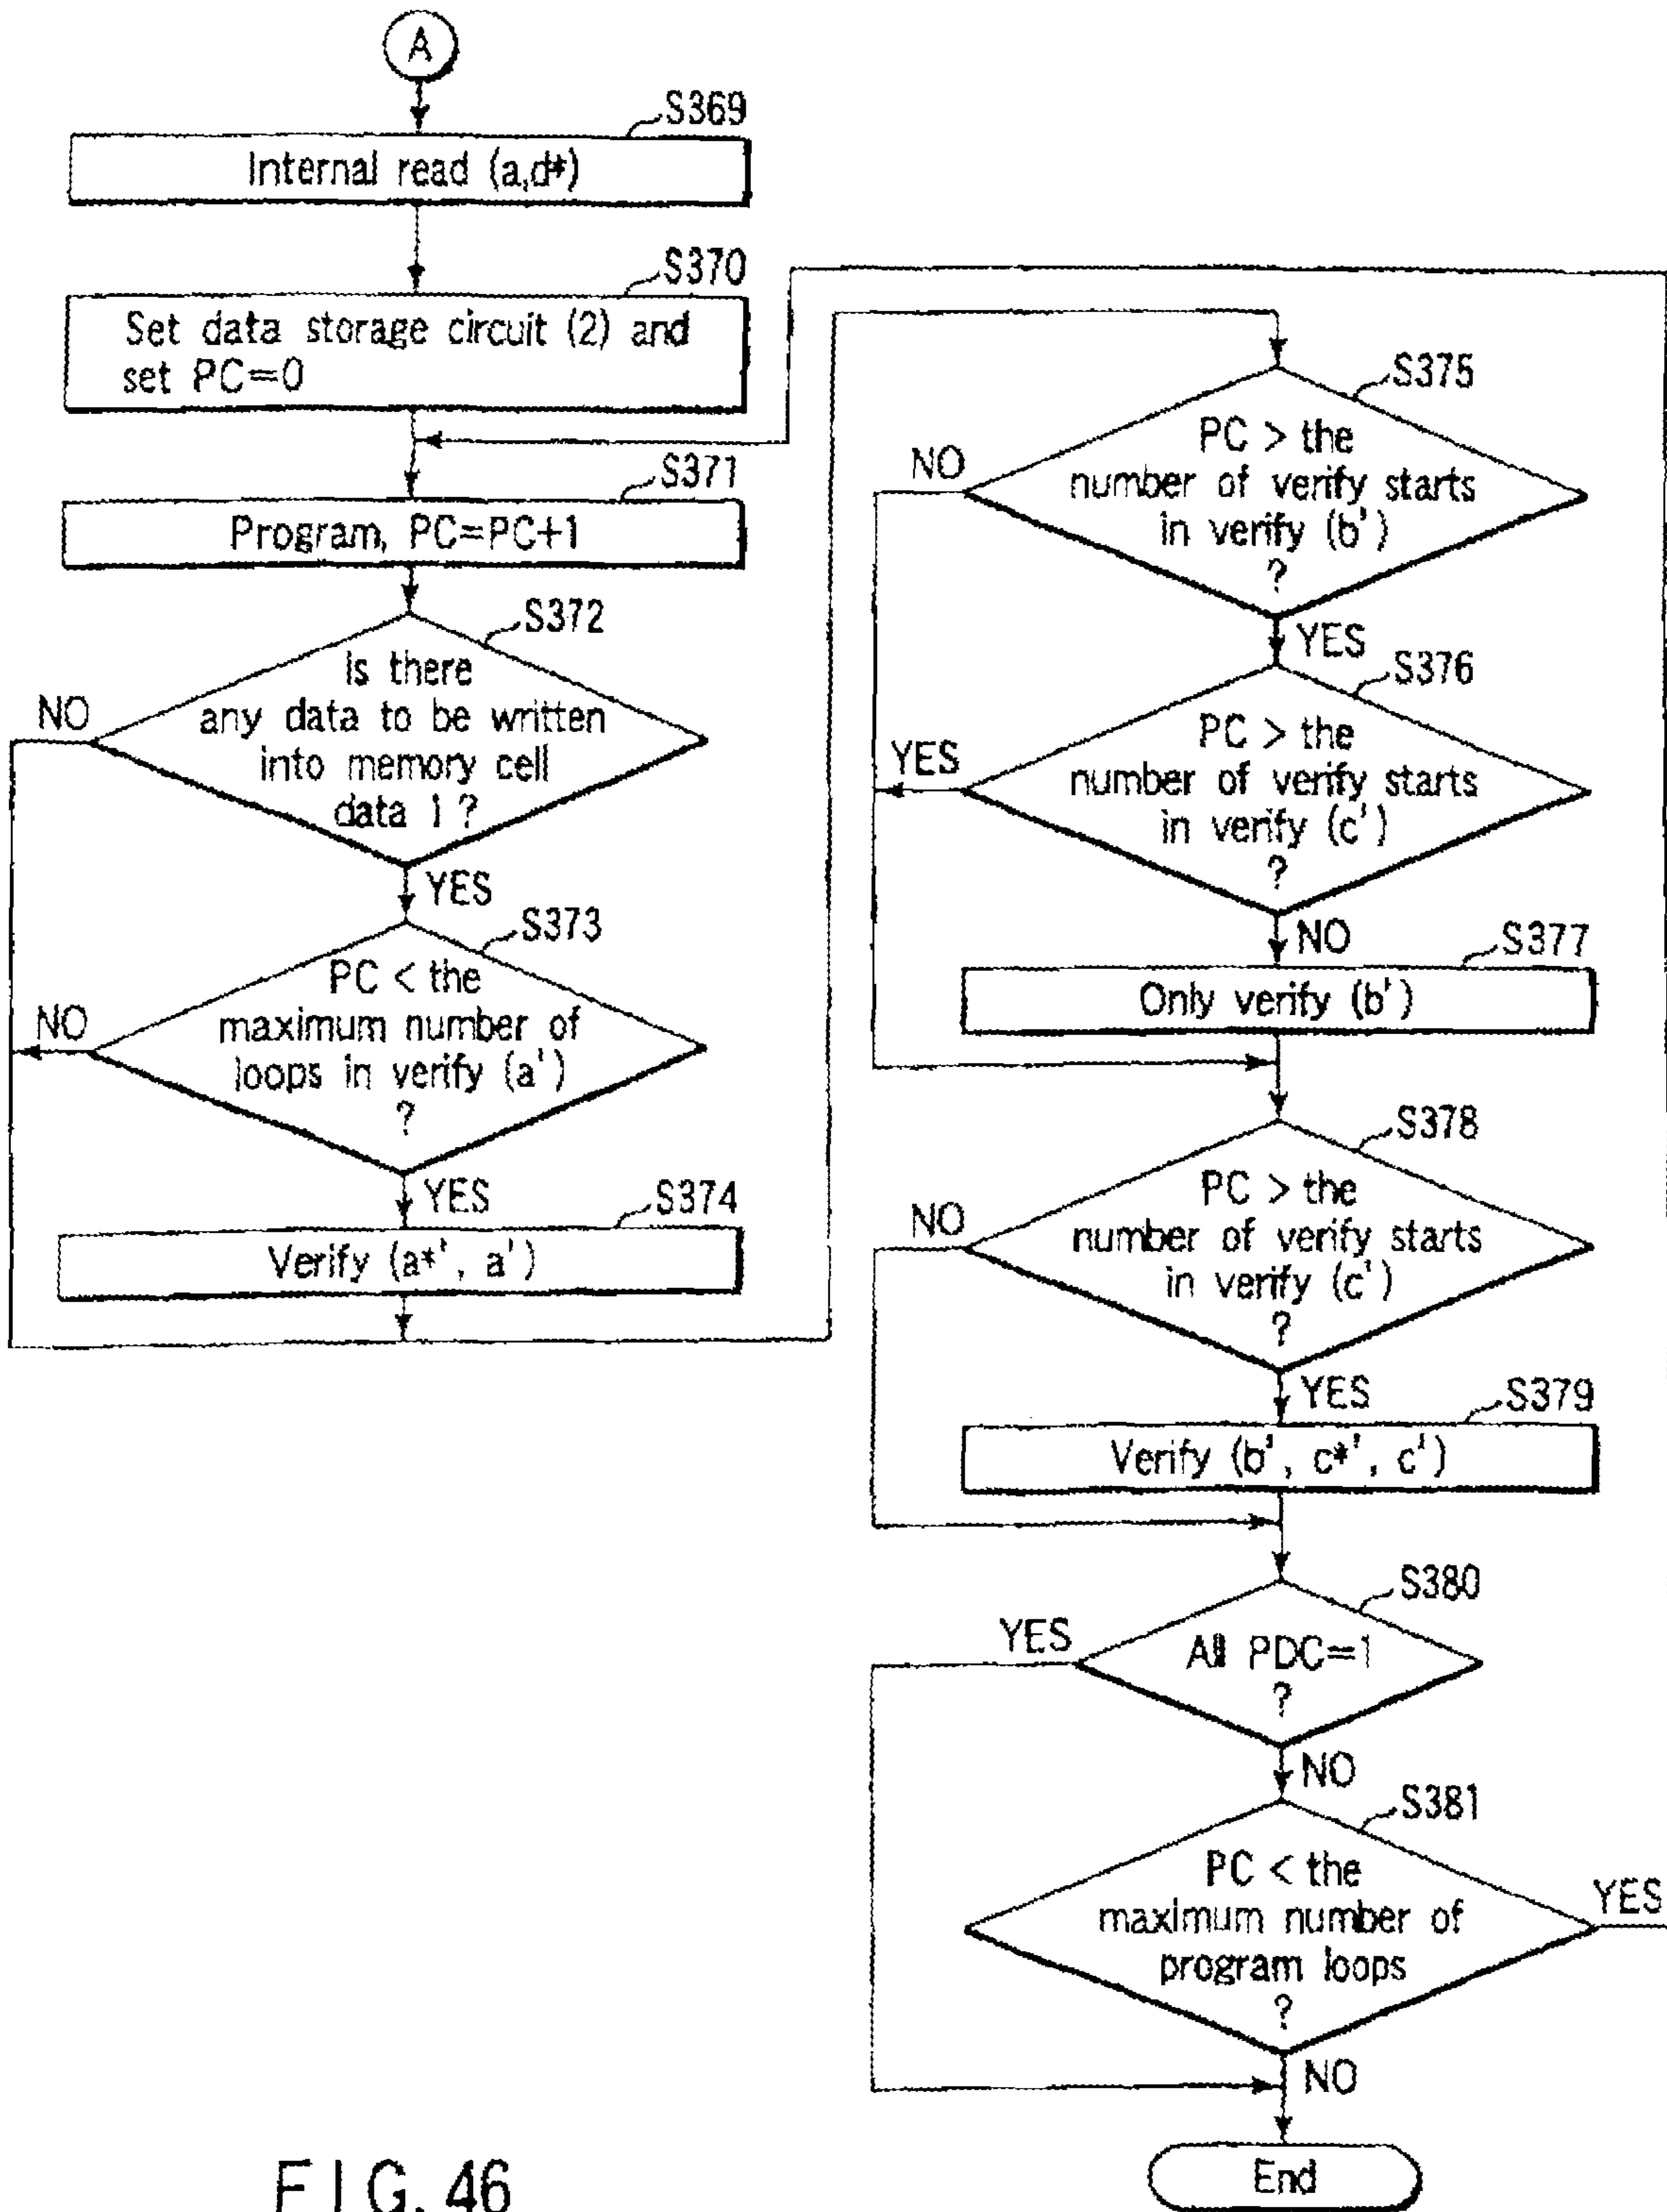 A
S369
Internal read (a,d*)
S370
Set data storage circuit (2) and
set PC=0
S371
Program, PC=PC+1
S372
Is there
any data to be written
into memory cell
data 1 ?
NO
YES
S373
PC < the
maximum number of
loops in verify (a')
?
NO
YES
S374
Verify (a*', a')
S375
PC > the
number of verify starts
in verify (b')
?
NO
YES
S376
PC > the
number of verify starts
in verify (c')
?
YES
NO
S377
Only verify (b')
S378
PC > the
number of verify starts
in verify (c')
?
NO
YES
S379
Verify (b', c*', c')
S380
All PDC=1
?
YES
NO
S381
PC < the
maximum number of
program loops
?
YES
NO
End
FIG. 46